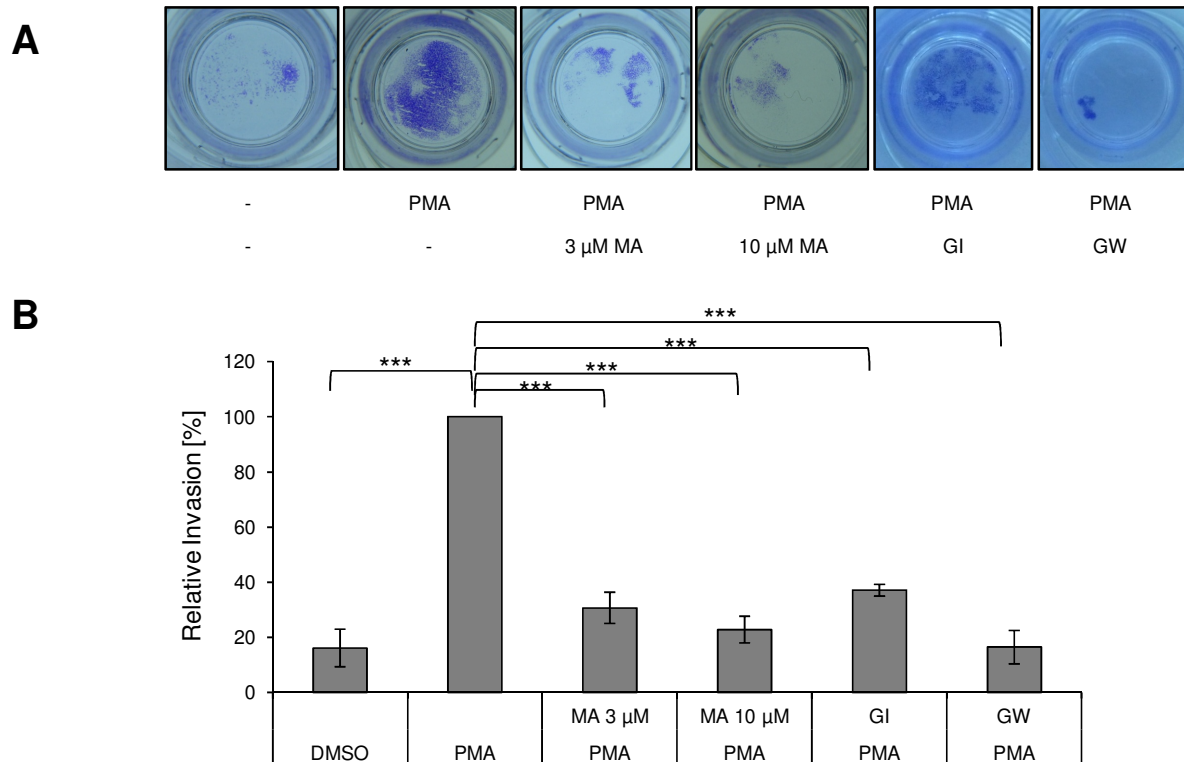 A
- PMA PMA PMA PMA PMA
- - 3 µM MA 10 µM MA GI GW
B
***
***
***
***
***
Relative Invasion [%]
120
100
80
60
40
20
0
MA 3 µM MA 10 µM GI GW
DMSO PMA PMA PMA PMA PMA